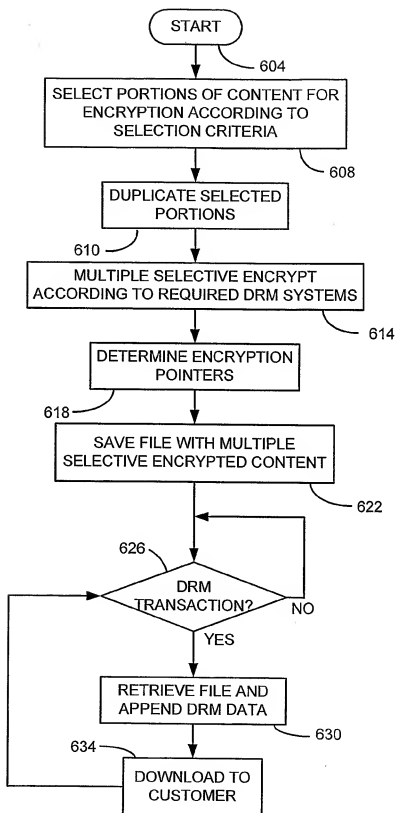 START
604
SELECT PORTIONS OF CONTENT FOR
ENCRYPTION ACCORDING TO
SELECTION CRITERIA
608
DUPLICATE SELECTED
PORTIONS
610
MULTIPLE SELECTIVE ENCRYPT
ACCORDING TO REQUIRED DRM SYSTEMS
614
DETERMINE ENCRYPTION
POINTERS
618
SAVE FILE WITH MULTIPLE
SELECTIVE ENCRYPTED CONTENT
622
626
DRM
TRANSACTION?
NO
YES
RETRIEVE FILE AND
APPEND DRM DATA
630
634
DOWNLOAD TO
CUSTOMER